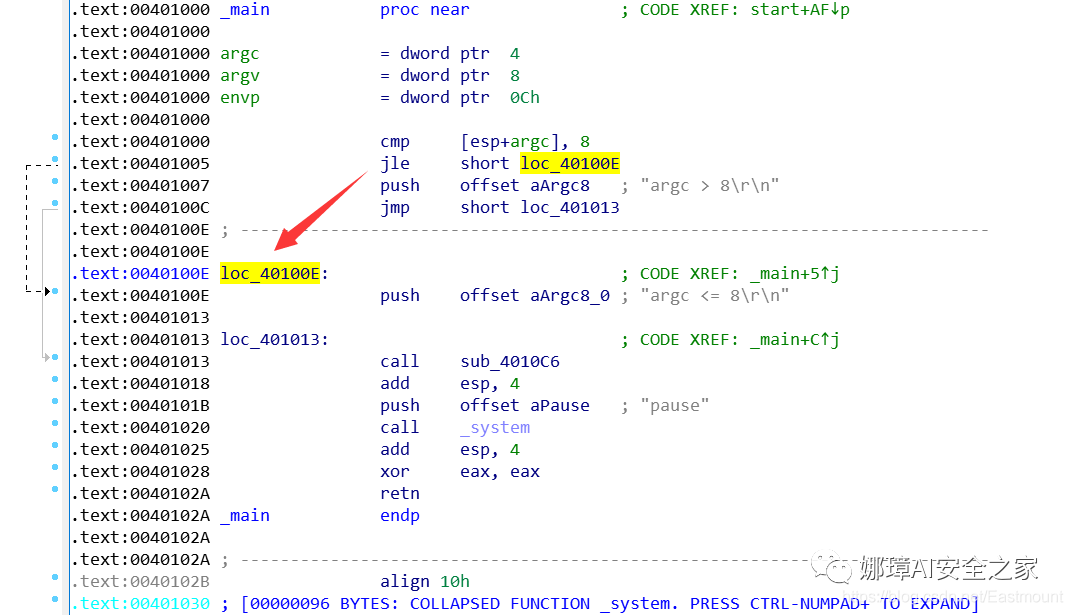 .text:00401000 _main proc near ; CODE XREF: start+AF↓p
.text:00401000
.text:00401000 argc = dword ptr 4
.text:00401000 argv = dword ptr 8
.text:00401000 envp = dword ptr 0Ch
.text:00401000
.text:00401000 cmp [esp+argc], 8
.text:00401005 jle short loc_40100E
.text:00401007 push offset aArgc8 ; "argc > 8\r\n"
.text:0040100C jmp short loc_401013
.text:0040100E ; ---------------------------------------------------------------------------
.text:0040100E
.text:0040100E loc_40100E: ; CODE XREF: _main+5↑j
.text:0040100E push offset aArgc8_0 ; "argc <= 8\r\n"
.text:00401013
.text:00401013 loc_401013: ; CODE XREF: _main+C↑j
.text:00401013 call sub_4010C6
.text:00401018 add esp, 4
.text:0040101B push offset aPause ; "pause"
.text:00401020 call _system
.text:00401025 add esp, 4
.text:00401028 xor eax, eax
.text:0040102A retn
.text:0040102A _main endp
.text:0040102A
.text:0040102A ; ---------------------------------------------------------------------------
.text:0040102B align 10h
娜璋AI安全之家
.text:00401030 ; [00000096 BYTES: COLLAPSED FUNCTION _system. PRESS CTRL-NUMPAD+ TO EXPAND]
https://blog.csdn.net/Eastmount